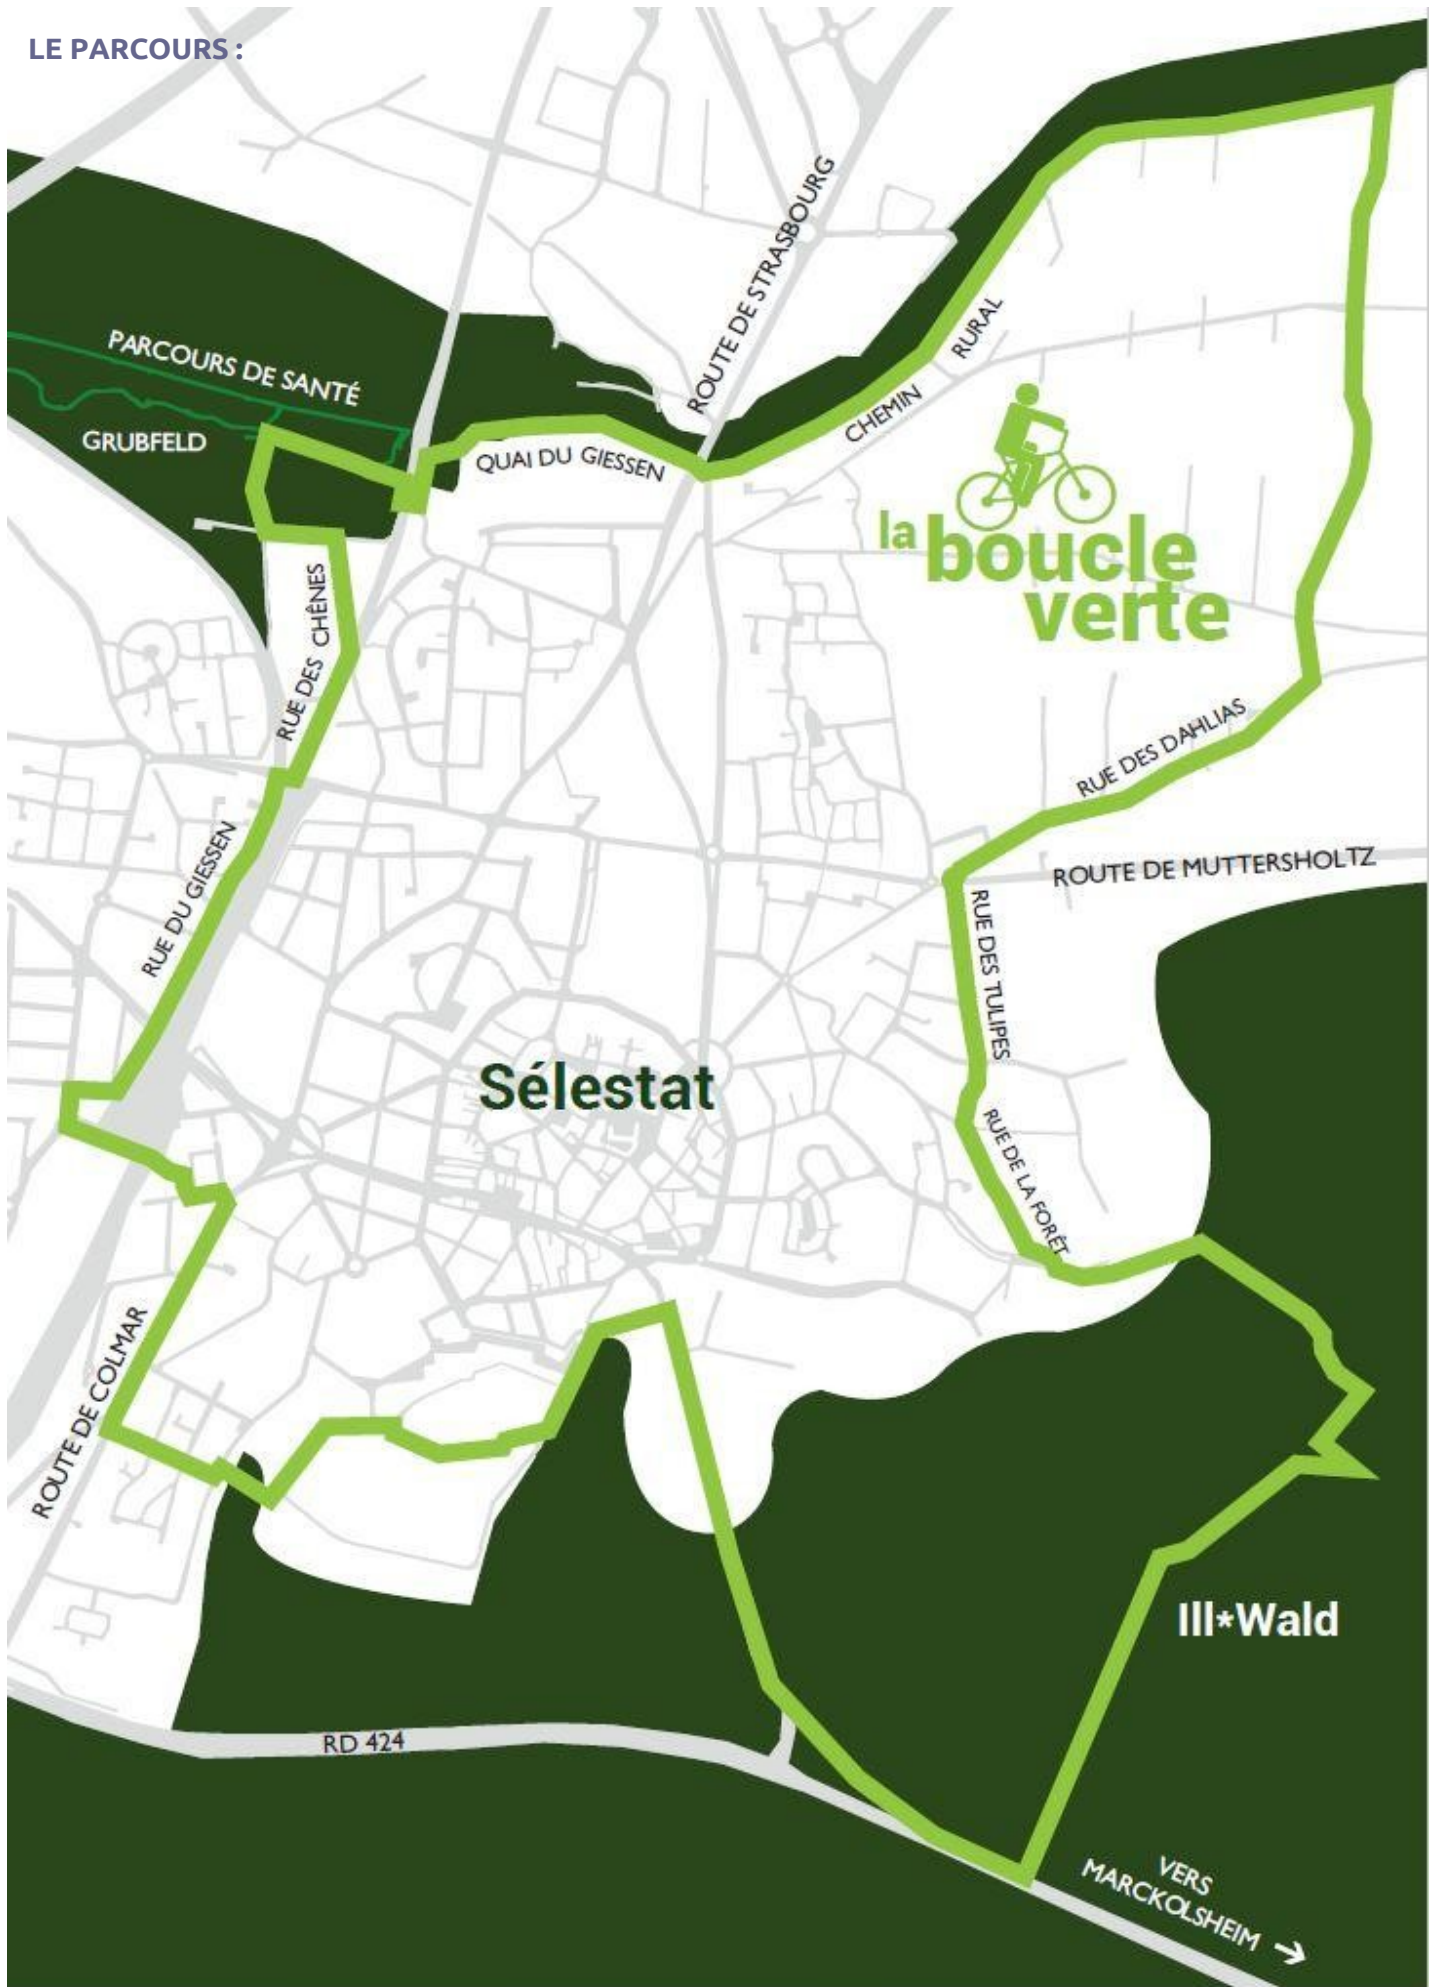 LE PARCOURS :
ROUTE DE STRASBOURG
PARCOURS DE SANTÉ
GRUBFELD
QUAI DU GIESSEN
CHEMIN RURAL
la
boucle
verte
RUE DES CHÊNES
RUE DES DAHLIAS
RUE DU GIESSEN
ROUTE DE MUTTERSHOLTZ
RUE DES TULIPES
Sélestat
RUE DE LA FORÊT
ROUTE DE COLMAR
Ill*Wald
RD 424
VERS
MARCKOLSHEIM →